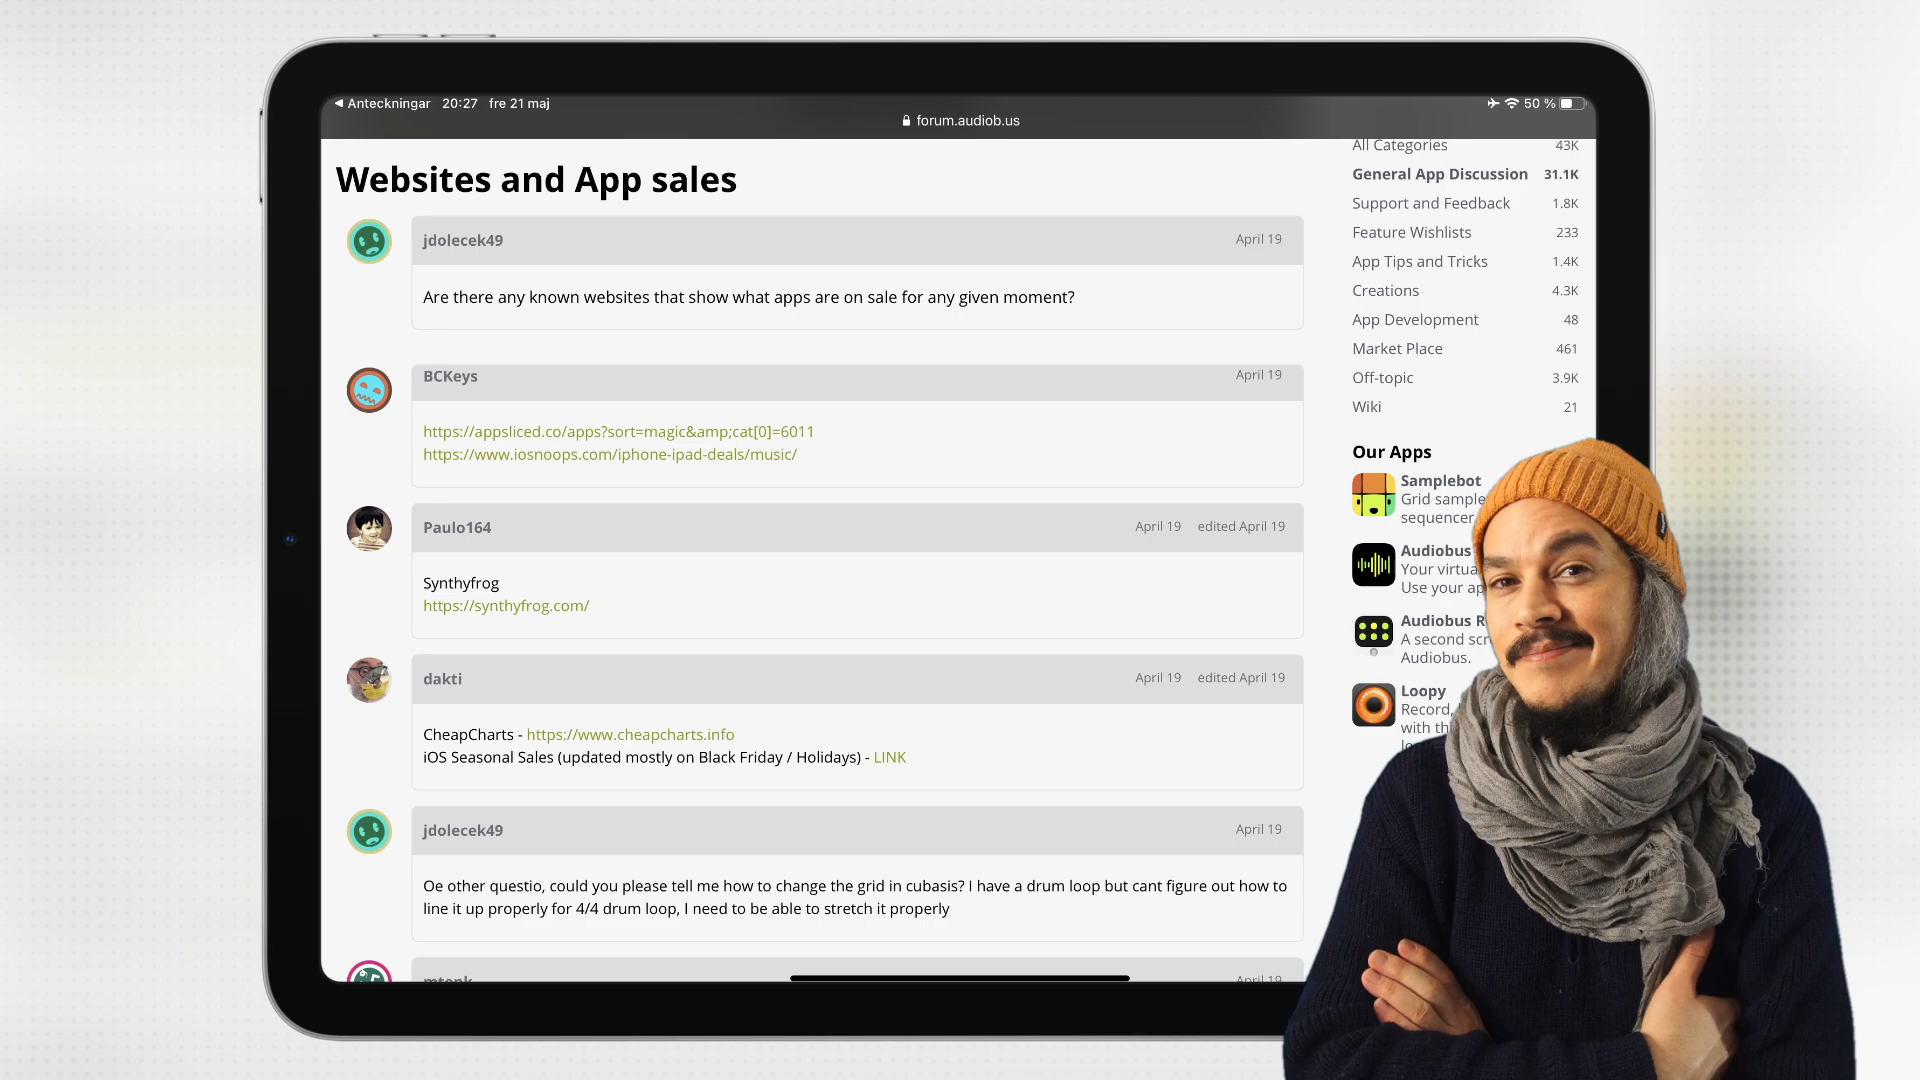 ◀ Anteckningar 20:27 fre 21 maj
50 %
forum.audiob.us
Websites and App sales
jdolecek49 April 19
Are there any known websites that show what apps are on sale for any given moment?
BCKeys April 19
https://appsliced.co/apps?sort=magic&amp;cat[0]=6011
https://www.iosnoops.com/iphone-ipad-deals/music/
Paulo164 April 19 edited April 19
Synthyfrog
https://synthyfrog.com/
dakti April 19 edited April 19
CheapCharts - https://www.cheapcharts.info
iOS Seasonal Sales (updated mostly on Black Friday / Holidays) - LINK
jdolecek49 April 19
Oe other questio, could you please tell me how to change the grid in cubasis? I have a drum loop but cant figure out how to
line it up properly for 4/4 drum loop, I need to be able to stretch it properly
April 19
All Categories 43K
General App Discussion 31.1K
Support and Feedback 1.8K
Feature Wishlists 233
App Tips and Tricks 1.4K
Creations 4.3K
App Development 48
Market Place 461
Off-topic 3.9K
Wiki 21
Our Apps
Samplebot
Grid sample
sequencer
Audiobus
Your virtua
Use your ap
Audiobus R
A second scr
Audiobus.
Loopy
Record,
with th